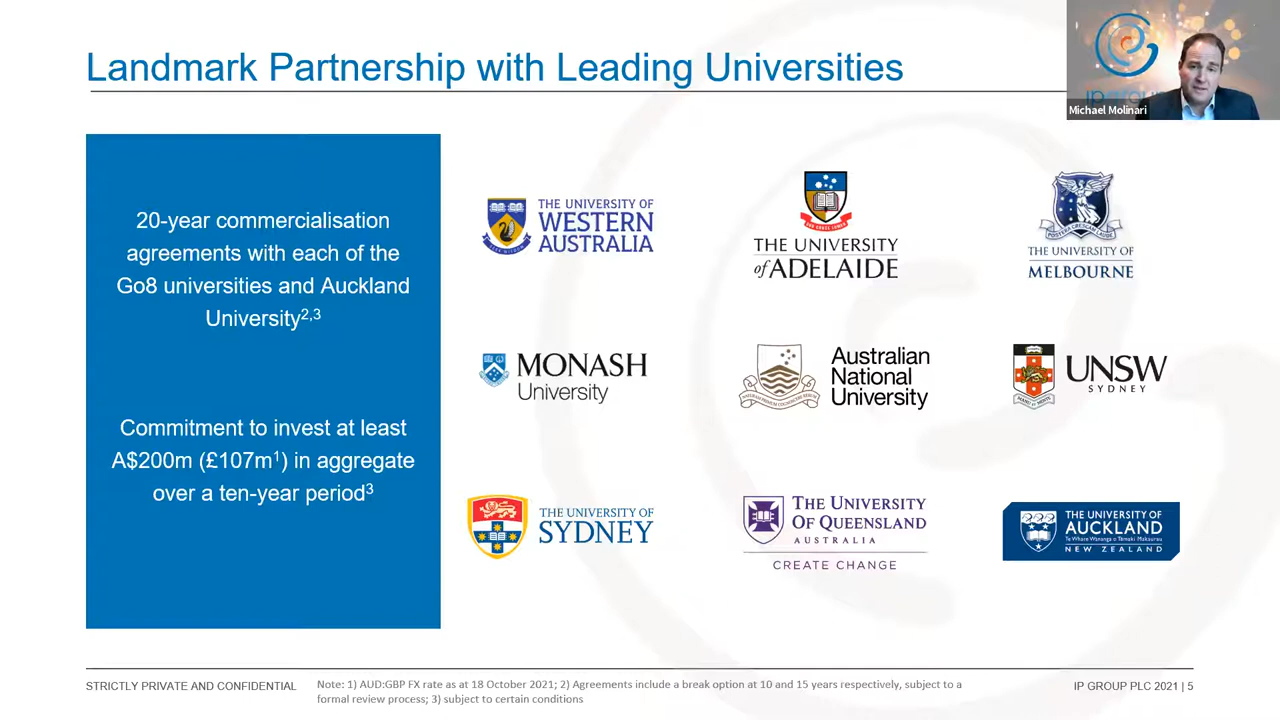 Landmark Partnership with Leading Universities
Michael Molinari
20-year commercialisation
agreements with each of the
Go8 universities and Auckland
University2,3
Commitment to invest at least
A$200m (£107m1) in aggregate
over a ten-year period3
THE UNIVERSITY OF
WESTERN
AUSTRALIA
THE UNIVERSITY
of ADELAIDE
THE UNIVERSITY OF
MELBOURNE
MONASH
University
Australian
National
University
UNSW
SYDNEY
THE UNIVERSITY OF
SYDNEY
THE UNIVERSITY
OF QUEENSLAND
AUSTRALIA
CREATE CHANGE
THE UNIVERSITY OF
AUCKLAND
Te Whare Wananga o Tamaki Makaurau
NEW ZEALAND
STRICTLY PRIVATE AND CONFIDENTIAL
Note: 1) AUD:GBP FX rate as at 18 October 2021; 2) Agreements include a break option at 10 and 15 years respectively, subject to a
formal review process; 3) subject to certain conditions
IP GROUP PLC 2021 | 5